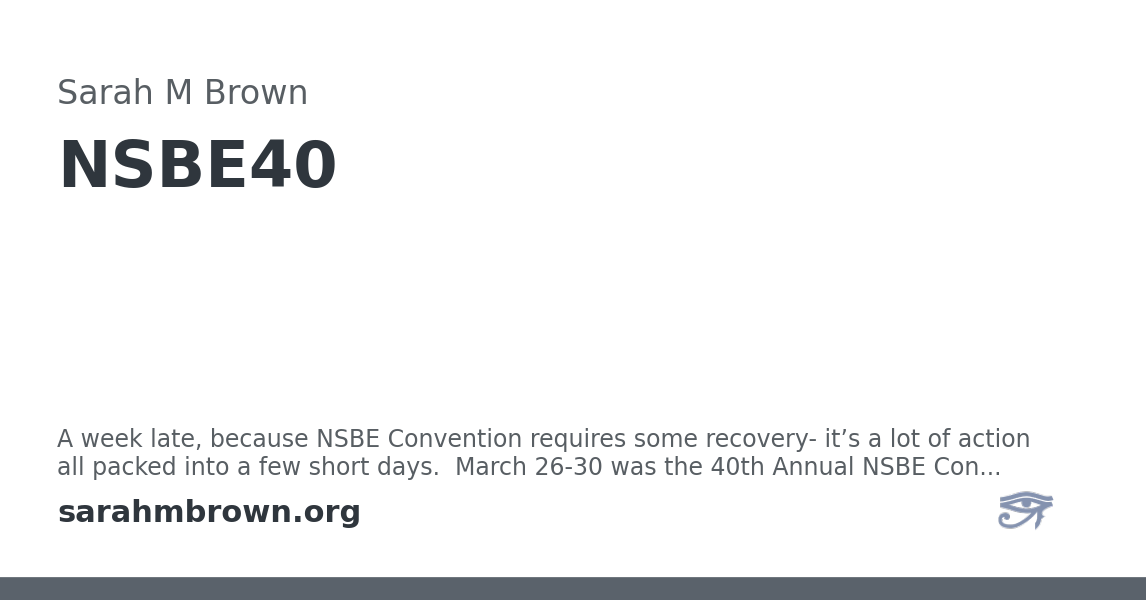 Sarah M Brown
NSBE40
A week late, because NSBE Convention requires some recovery- it’s a lot of action
all packed into a few short days.  March 26-30 was the 40th Annual NSBE Con...
sarahmbrown.org